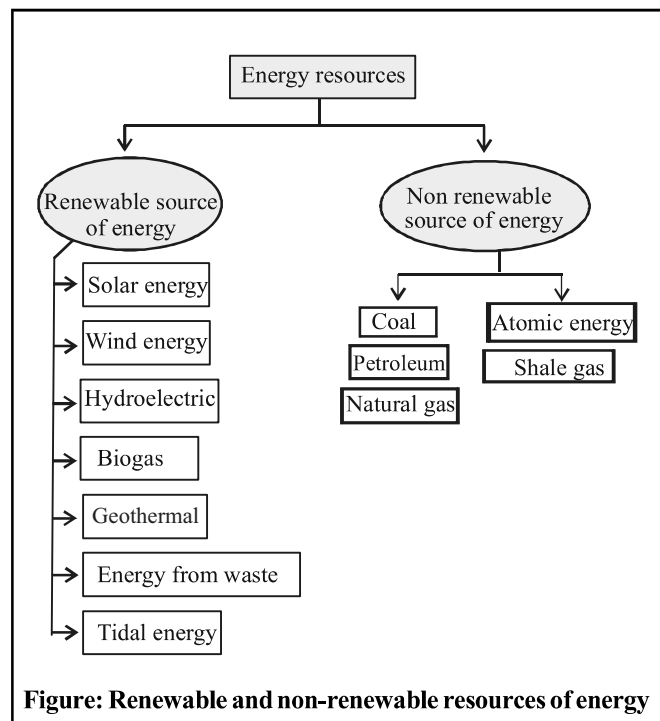 Energy resources
Renewable source
of energy
Non renewable
source of energy
Solar energy
Wind energy
Hydroelectric
Biogas
Geothermal
Energy from waste
Tidal energy
Coal
Petroleum
Natural gas
Atomic energy
Shale gas
Figure: Renewable and non-renewable resources of energy